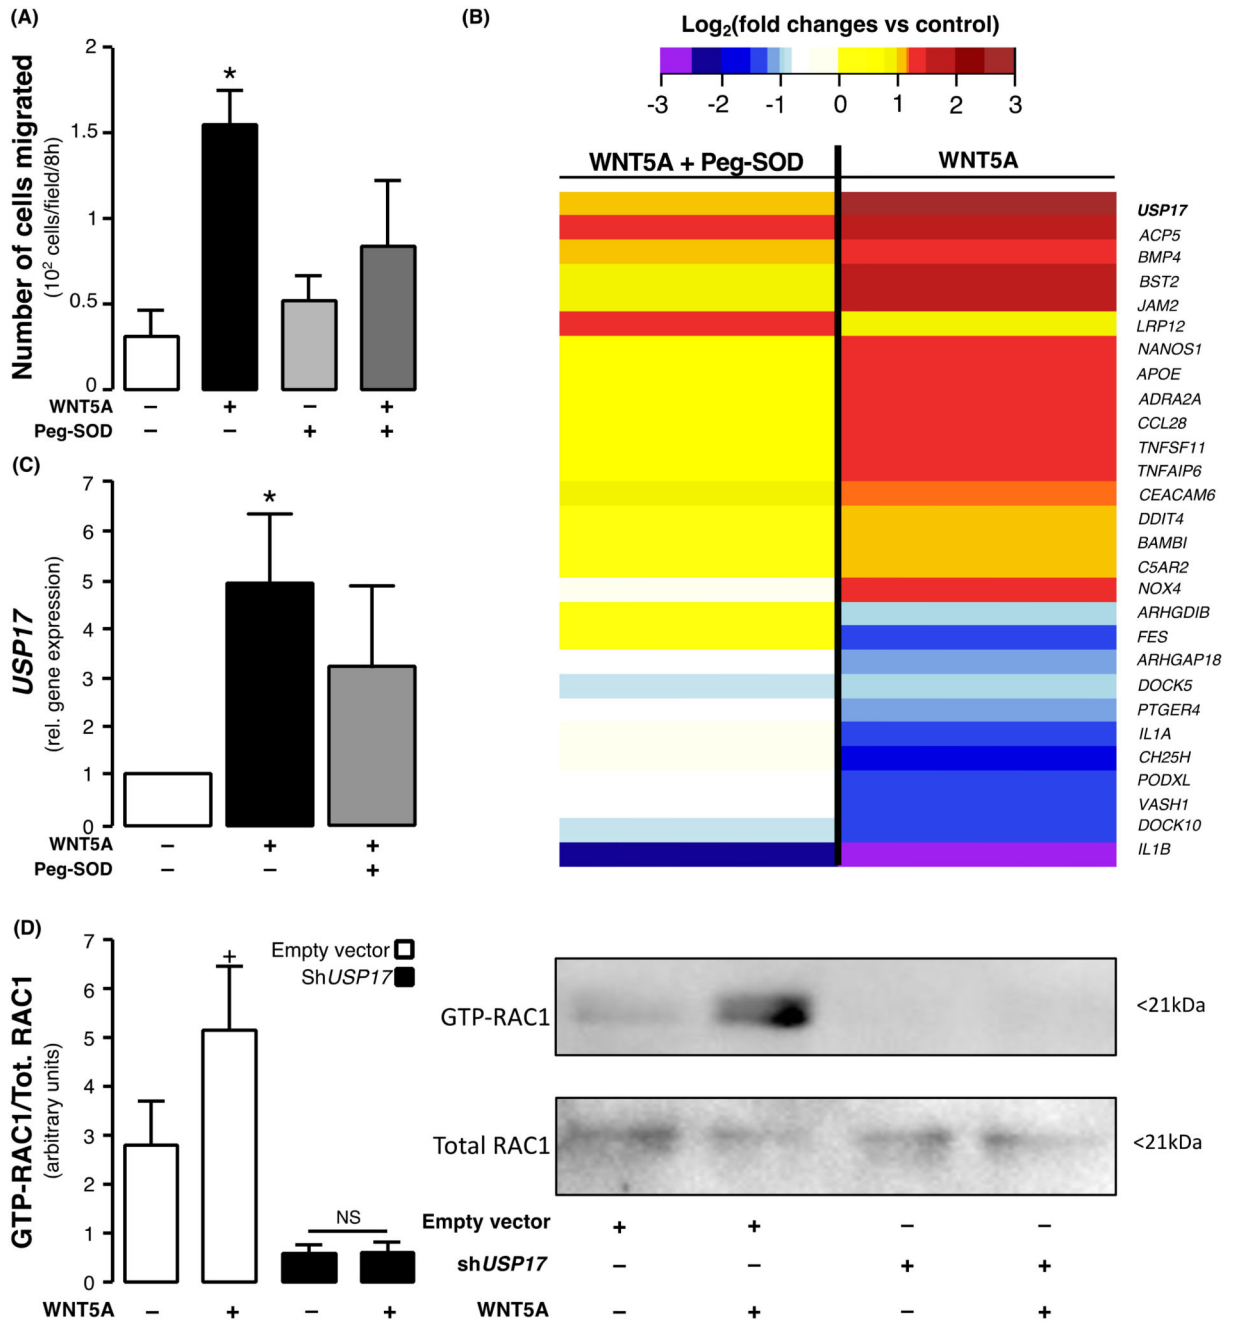 (A)
Number of cells migrated
(10² cells/field/8h)
2
1.5
1
0.5
0
*
WNT5A – + – +
Peg-SOD – – + +
(B)
Log₂(fold changes vs control)
-3 -2 -1 0 1 2 3
WNT5A + Peg-SOD WNT5A
USP17
ACP5
BMP4
BST2
JAM2
LRP12
NANOS1
APOE
ADRA2A
CCL28
TNFSF11
TNFAIP6
CEACAM6
DDIT4
BAMBI
C5AR2
NOX4
ARHGDIB
FES
ARHGAP18
DOCK5
PTGER4
IL1A
CH25H
PODXL
VASH1
DOCK10
IL1B
(C)
USP17
(rel. gene expression)
7
6
5
4
3
2
1
0
*
WNT5A – + +
Peg-SOD – – +
(D)
GTP-RAC1/Tot. RAC1
(arbitrary units)
7
6
5
4
3
2
1
0
+
Empty vector
ShUSP17
NS
WNT5A – + – +
GTP-RAC1 <21kDa
Total RAC1 <21kDa
Empty vector + + – –
shUSP17 – – + +
WNT5A – + – +